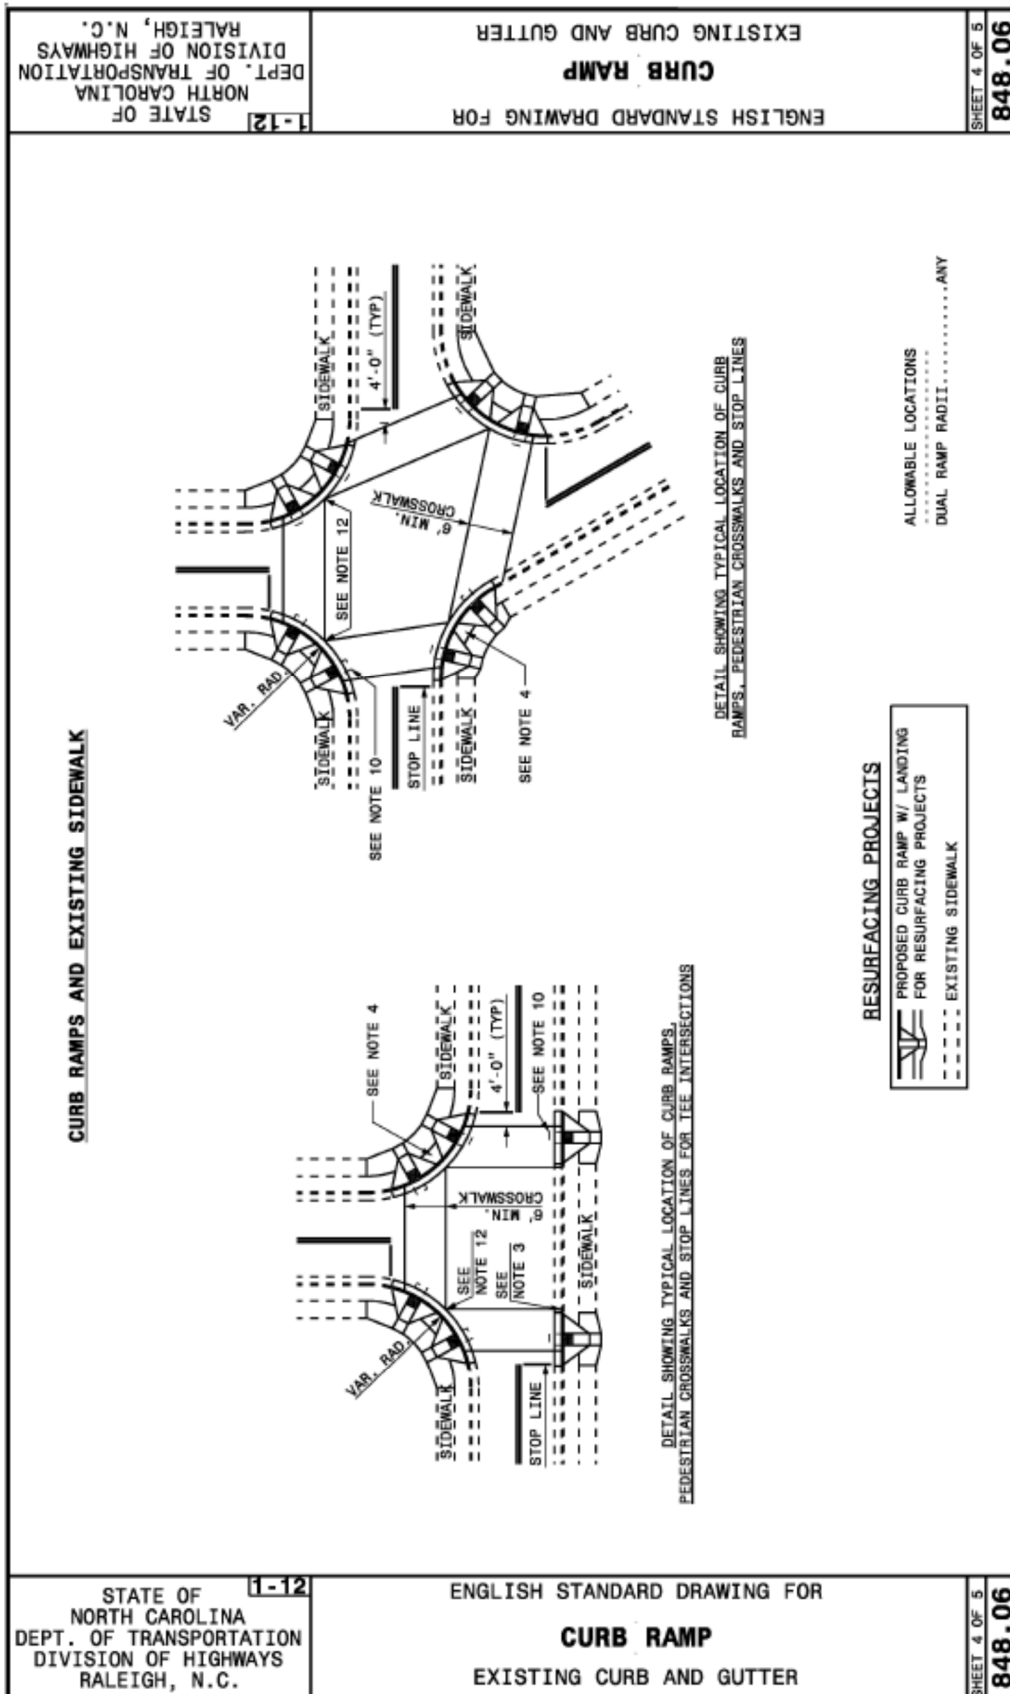 STATE OF
NORTH CAROLINA
DEPT. OF TRANSPORTATION
DIVISION OF HIGHWAYS
RALEIGH, N.C.
1-12
ENGLISH STANDARD DRAWING FOR
CURB RAMP
EXISTING CURB AND GUTTER
SHEET 4 OF 5
848.06
CURB RAMPS AND EXISTING SIDEWALK
VAR. RAD.
SIDEWALK
SEE NOTE 10
STOP LINE
SIDEWALK
SEE NOTE 4
SEE NOTE 12
6' MIN.
CROSSWALK
SIDEWALK
4'-0" (TYP)
SIDEWALK
DETAIL SHOWING TYPICAL LOCATION OF CURB
RAMPS, PEDESTRIAN CROSSWALKS AND STOP LINES
VAR. RAD.
SIDEWALK
STOP LINE
SEE
NOTE 12
SEE
NOTE 3
6' MIN.
CROSSWALK
SIDEWALK
SEE NOTE 4
SIDEWALK
4'-0" (TYP)
SEE NOTE 10
DETAIL SHOWING TYPICAL LOCATION OF CURB RAMPS,
PEDESTRIAN CROSSWALKS AND STOP LINES FOR TEE INTERSECTIONS
ALLOWABLE LOCATIONS
DUAL RAMP RADII...........ANY
RESURFACING PROJECTS
PROPOSED CURB RAMP W/ LANDING
FOR RESURFACING PROJECTS
EXISTING SIDEWALK
STATE OF
NORTH CAROLINA
DEPT. OF TRANSPORTATION
DIVISION OF HIGHWAYS
RALEIGH, N.C.
1-12
ENGLISH STANDARD DRAWING FOR
CURB RAMP
EXISTING CURB AND GUTTER
SHEET 4 OF 5
848.06